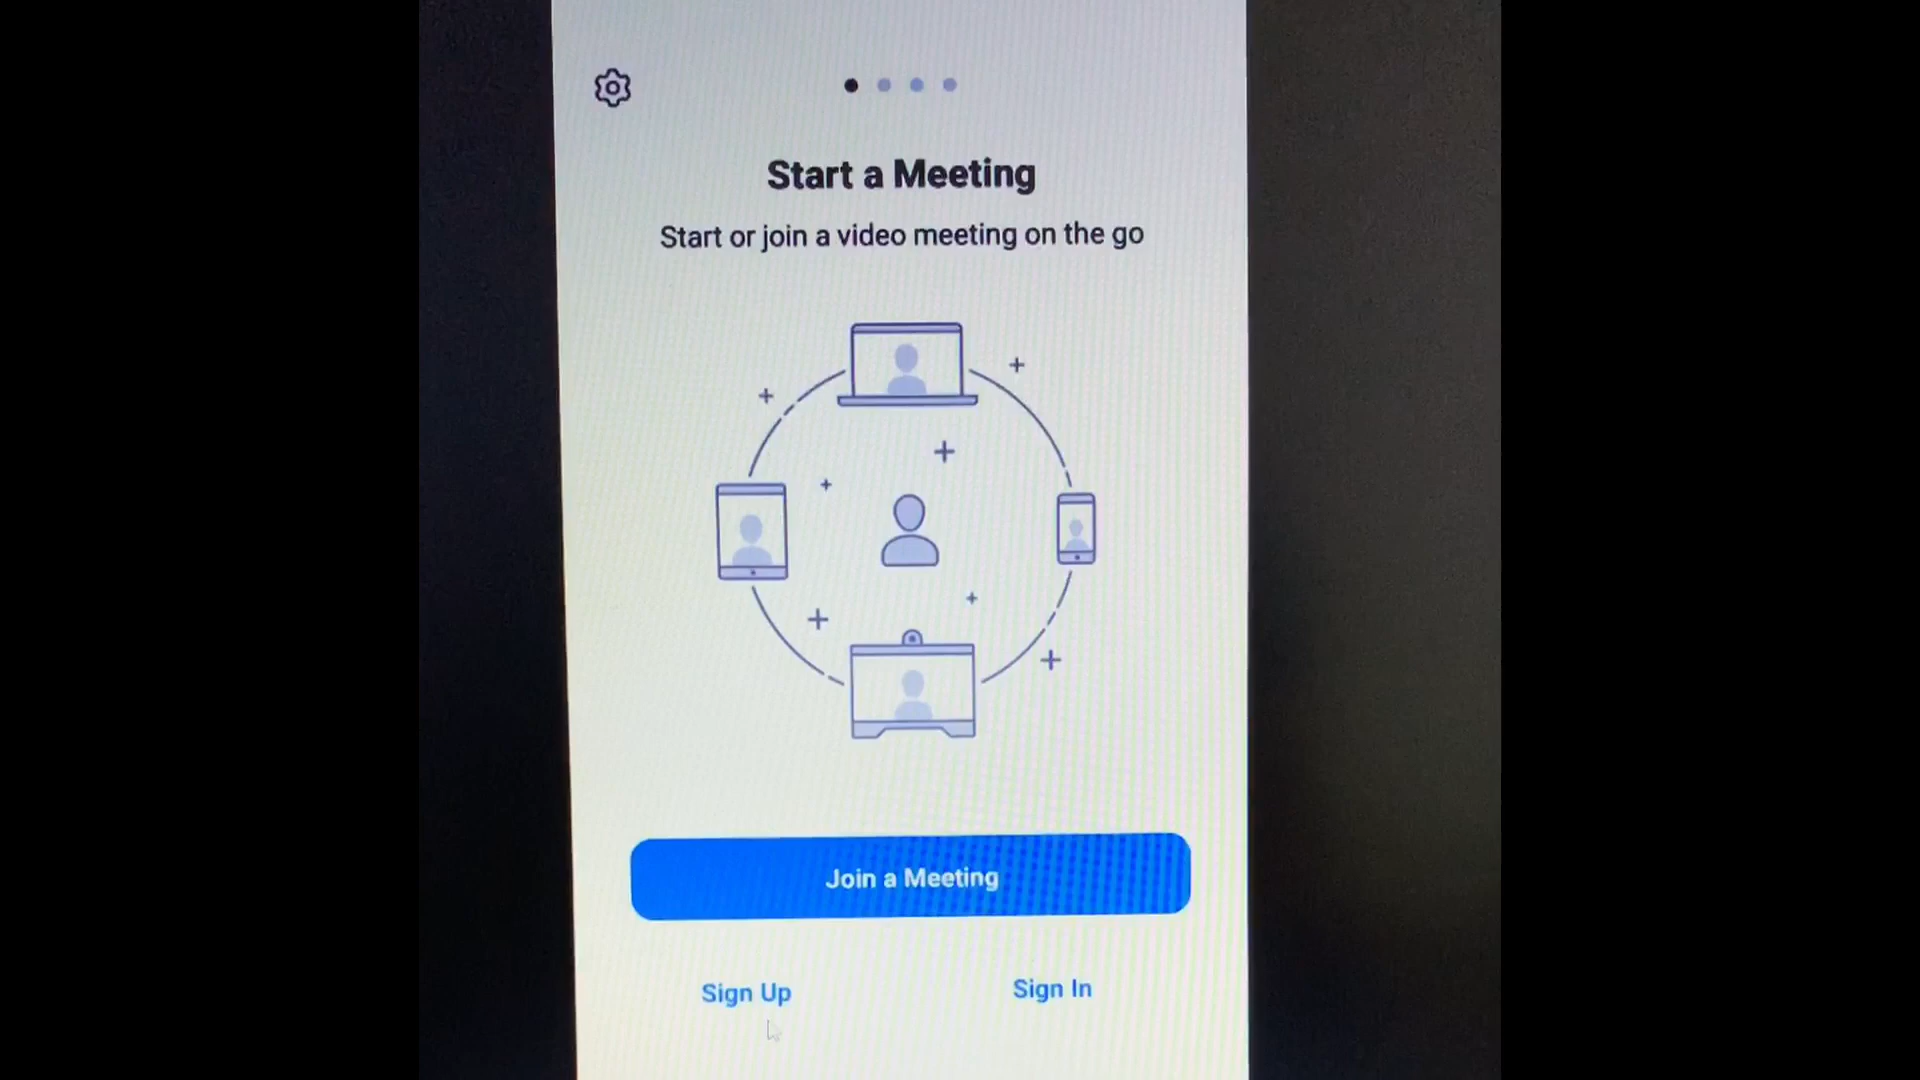 Start a Meeting
Start or join a video meeting on the go
Join a Meeting
Sign Up
Sign In